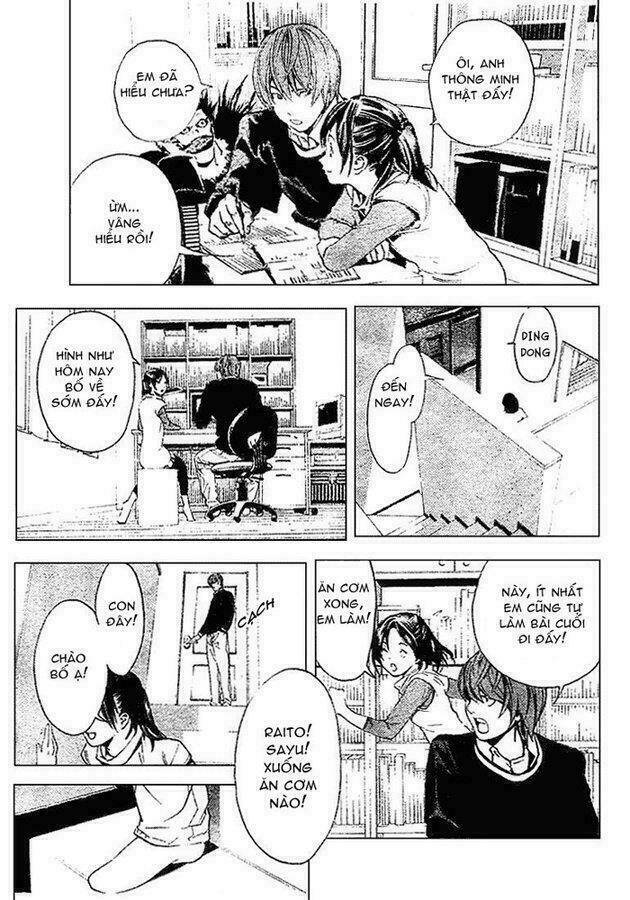 EM ĐÃ
HIỂU CHƯA?
ÔI, ANH
THÔNG MINH
THẬT ĐẤY!
ỪM...
VÂNG
HIỂU RỒI!
HÌNH NHƯ
HÔM NAY
BỐ VỀ
SỚM ĐẤY!
DING
DONG
ĐẾN
NGAY!
CON
ĐÂY!
CHÀO
BỐ Ạ!
CẠCH
ĂN CƠM
XONG,
EM LÀM!
NÀY, ÍT NHẤT
EM CŨNG TỰ
LÀM BÀI CUỐI
ĐI ĐẤY!
RAITO!
SAYU!
XUỐNG
ĂN CƠM
NÀO!